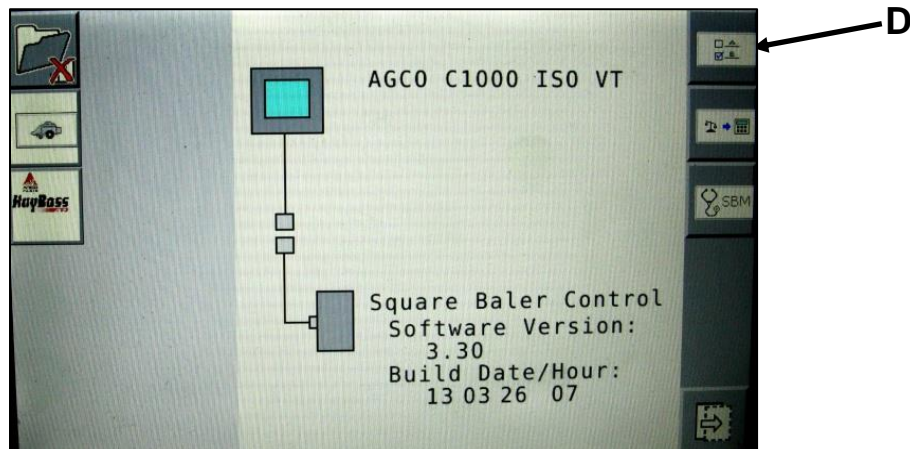 D
AGCO C1000 ISO VT
HayBoss
SBM
Square Baler Control
Software Version:
3.30
Build Date/Hour:
13 03 26 07